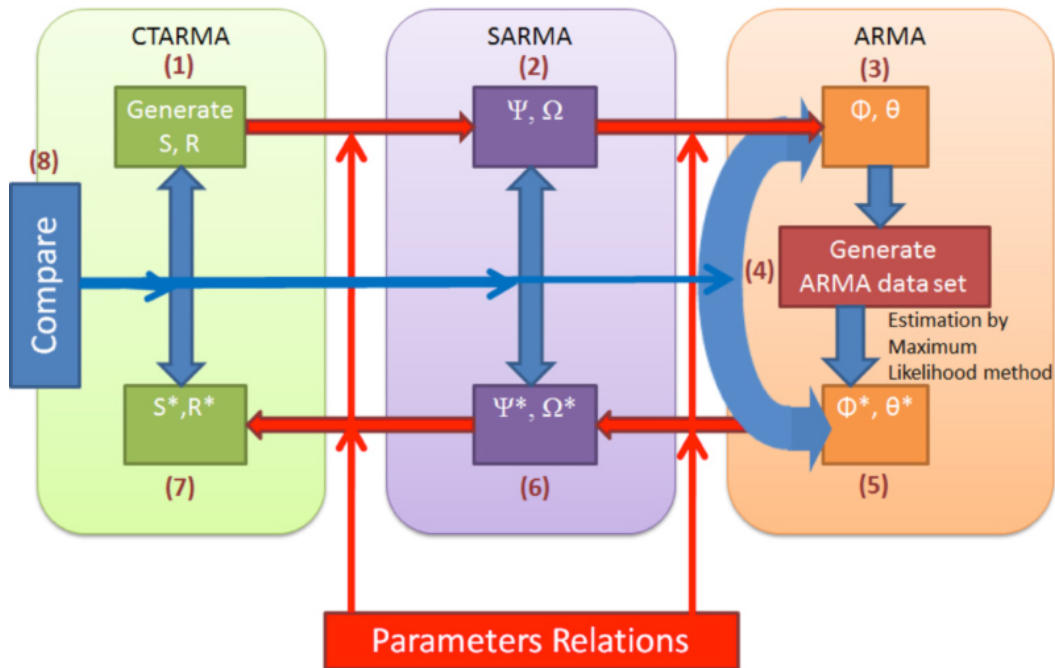 CTARMA
SARMA
ARMA
(1)
(2)
(3)
Generate
S, R
Ψ, Ω
Φ, θ
(8)
Compare
(4)
Generate
ARMA data set
Estimation by
Maximum
Likelihood method
S*,R*
Ψ*, Ω*
Φ*, θ*
(7)
(6)
(5)
Parameters Relations